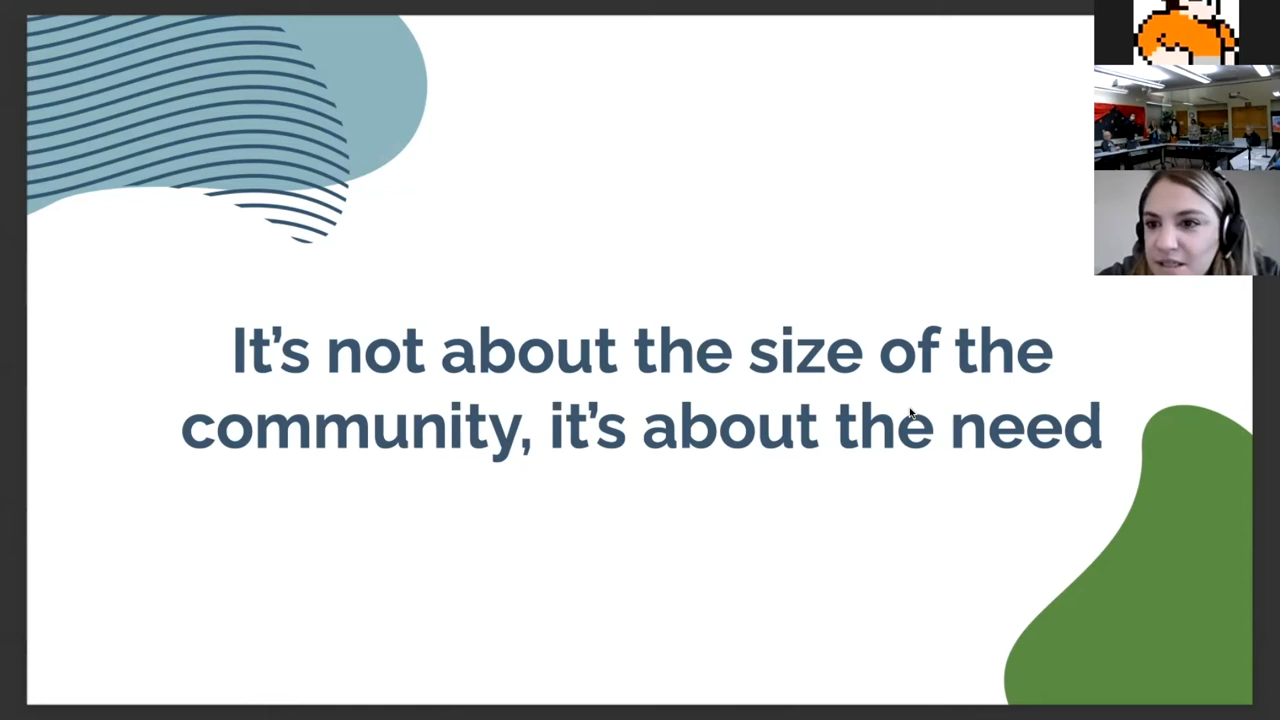 It’s not about the size of the
community, it’s about the need